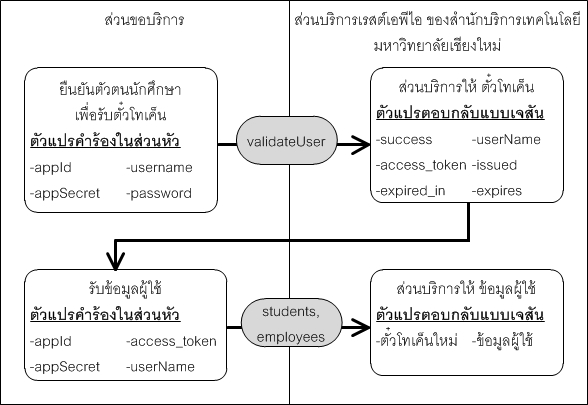 ส่วนขอบริการ
ส่วนบริการเรสต์เอพีไอ ของสำนักบริการเทคโนโลยี
มหาวิทยาลัยเชียงใหม่
ยืนยันตัวตนนักศึกษา
เพื่อรับตั๋วโทเค็น
ตัวแปรคำร้องในส่วนหัว
-appId -username
-appSecret -password
validateUser
ส่วนบริการให้ ตั๋วโทเค็น
ตัวแปรตอบกลับแบบเจสัน
-success -userName
-access_token -issued
-expired_in -expires
รับข้อมูลผู้ใช้
ตัวแปรคำร้องในส่วนหัว
-appId -access_token
-appSecret -userName
students,
employees
ส่วนบริการให้ ข้อมูลผู้ใช้
ตัวแปรตอบกลับแบบเจสัน
-ตั๋วโทเค็นใหม่ -ข้อมูลผู้ใช้